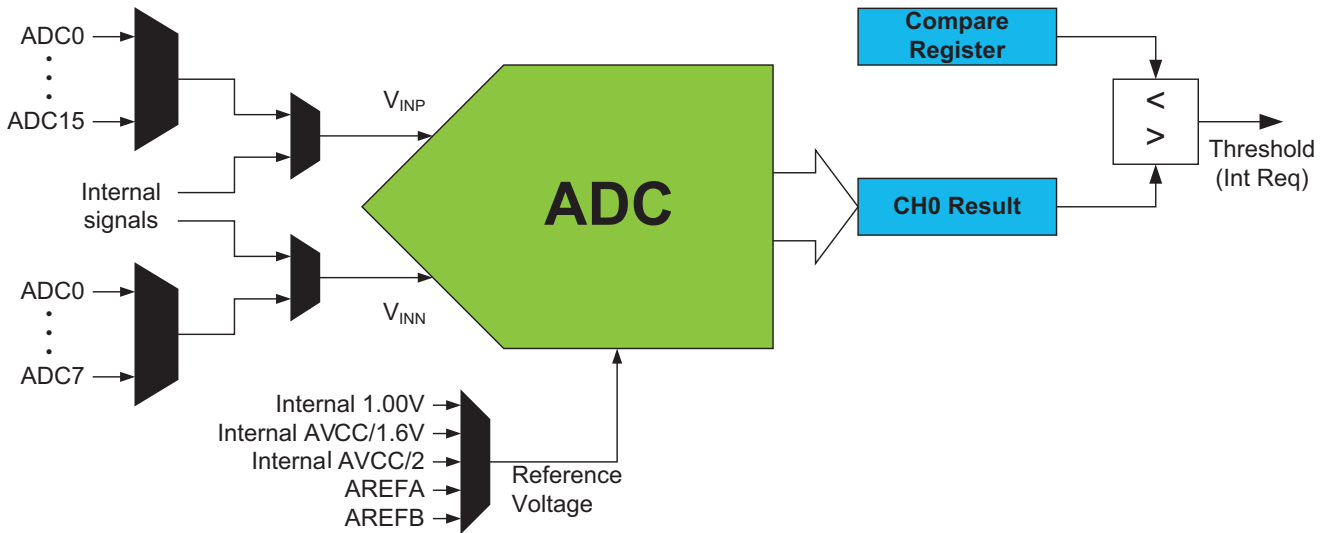 ADC0
ADC15
Internal
signals
ADC0
ADC7
VINP
VINN
ADC
Internal 1.00V
Internal AVCC/1.6V
Internal AVCC/2
AREFA
AREFB
Reference
Voltage
Compare
Register
CH0 Result
<
>
Threshold
(Int Req)